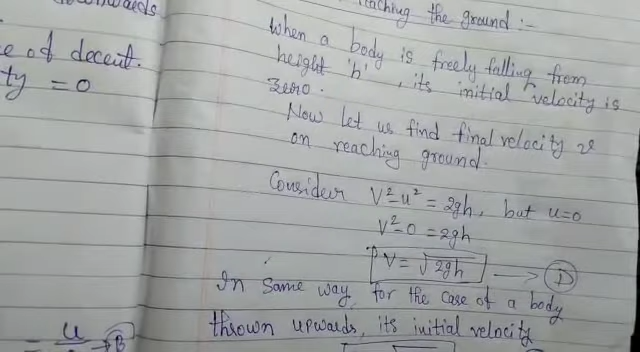 downwards
e of decent.
ty = 0
u
B
reaching the ground :-
When a body is freely falling from
height 'h', its initial velocity is
zero.
Now let us find final velocity v
on reaching ground.
Consider V²-u² = 2gh, but u=0
V²-0 = 2gh
V = √2gh → D
In same way, for the case of a body
thrown upwards, its initial velocity